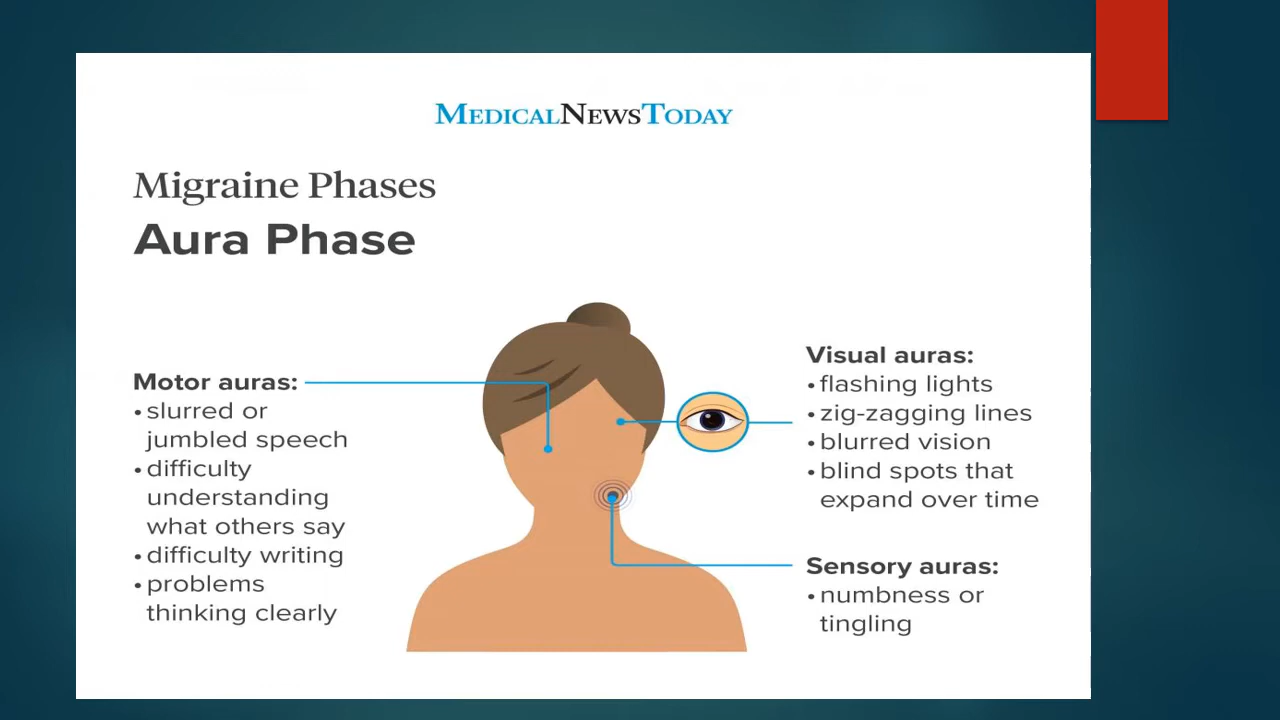 MEDICALNEWSTODAY
Migraine Phases
Aura Phase
Motor auras:
• slurred or
jumbled speech
• difficulty
understanding
what others say
• difficulty writing
• problems
thinking clearly
Visual auras:
• flashing lights
• zig-zagging lines
• blurred vision
• blind spots that
expand over time
Sensory auras:
• numbness or
tingling